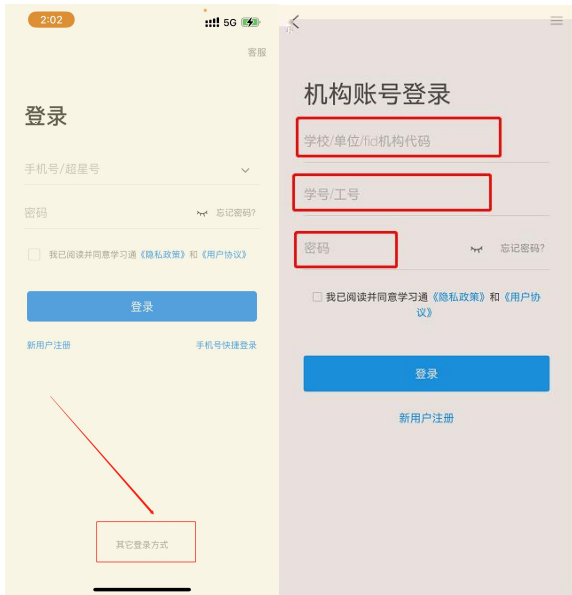 2:02
5G
客服
登录
手机号/超星号
密码
忘记密码?
我已阅读并同意学习通《隐私政策》和《用户协议》
登录
新用户注册
手机号快捷登录
其它登录方式
机构账号登录
学校/单位/fid机构代码
学号/工号
密码
忘记密码?
我已阅读并同意学习通《隐私政策》和《用户协
议》
登录
新用户注册